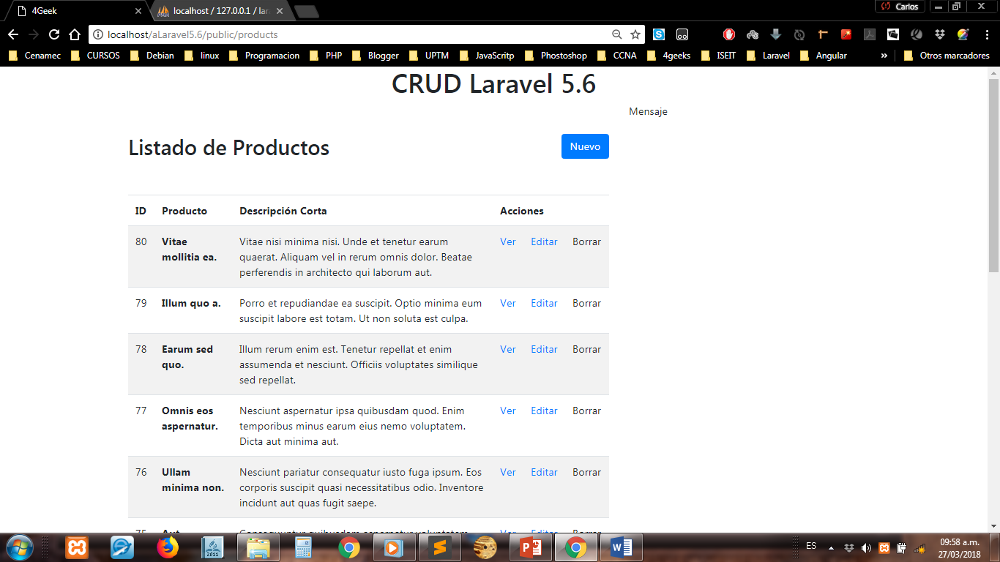 4Geek
localhost / 127.0.0.1 / lar
Carlos
localhost/aLaravel5.6/public/products
Cenamec
CURSOS
Debian
linux
Programacion
PHP
Blogger
UPTM
JavaScritp
Phostoshop
CCNA
4geeks
ISEIT
Laravel
Angular
»
Otros marcadores
CRUD Laravel 5.6
Mensaje
Listado de Productos
Nuevo
ID Producto Descripción Corta Acciones
80 Vitae Vitae nisi minima nisi. Unde et tenetur earum Ver Editar Borrar
mollitia ea. quaerat. Aliquam vel in rerum omnis dolor. Beatae
perferendis in architecto qui laborum aut.
79 Illum quo a. Porro et repudiandae ea suscipit. Optio minima eum Ver Editar Borrar
suscipit labore est totam. Ut non soluta est culpa.
78 Earum sed Illum rerum enim est. Tenetur repellat et enim Ver Editar Borrar
quo. assumenda et nesciunt. Officiis voluptates similique
sed repellat.
77 Omnis eos Nesciunt aspernatur ipsa quibusdam quod. Enim Ver Editar Borrar
aspernatur. temporibus minus earum eius nemo voluptatem.
Dicta aut minima aut.
76 Ullam Nesciunt pariatur consequatur iusto fuga ipsum. Eos Ver Editar Borrar
minima non. corporis suscipit quasi necessitatibus odio. Inventore
incidunt aut quas fugit saepe.
75 Aut Consequuntur quibusdam aspernatur voluptatem Ver Editar Borrar
2011
ES
09:58 a.m.
27/03/2018